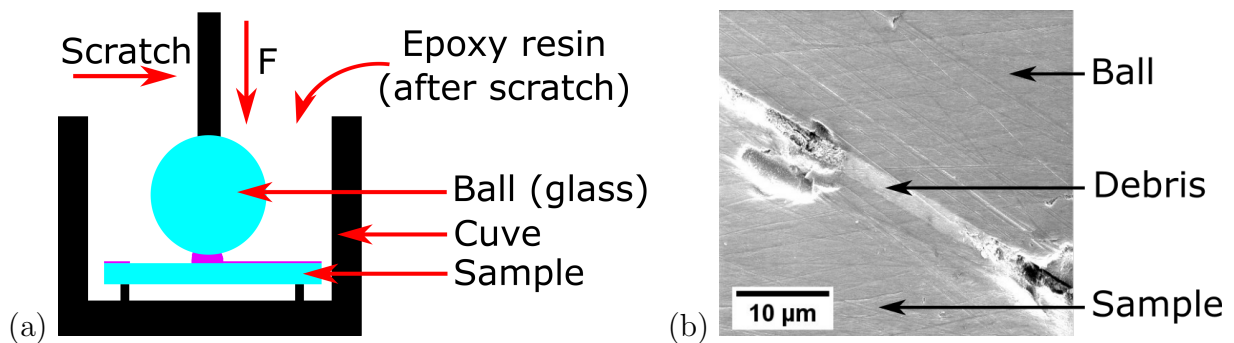 Scratch
F
Epoxy resin
(after scratch)
Ball (glass)
Cuve
Sample
(a)
Ball
Debris
Sample
10 µm
(b)